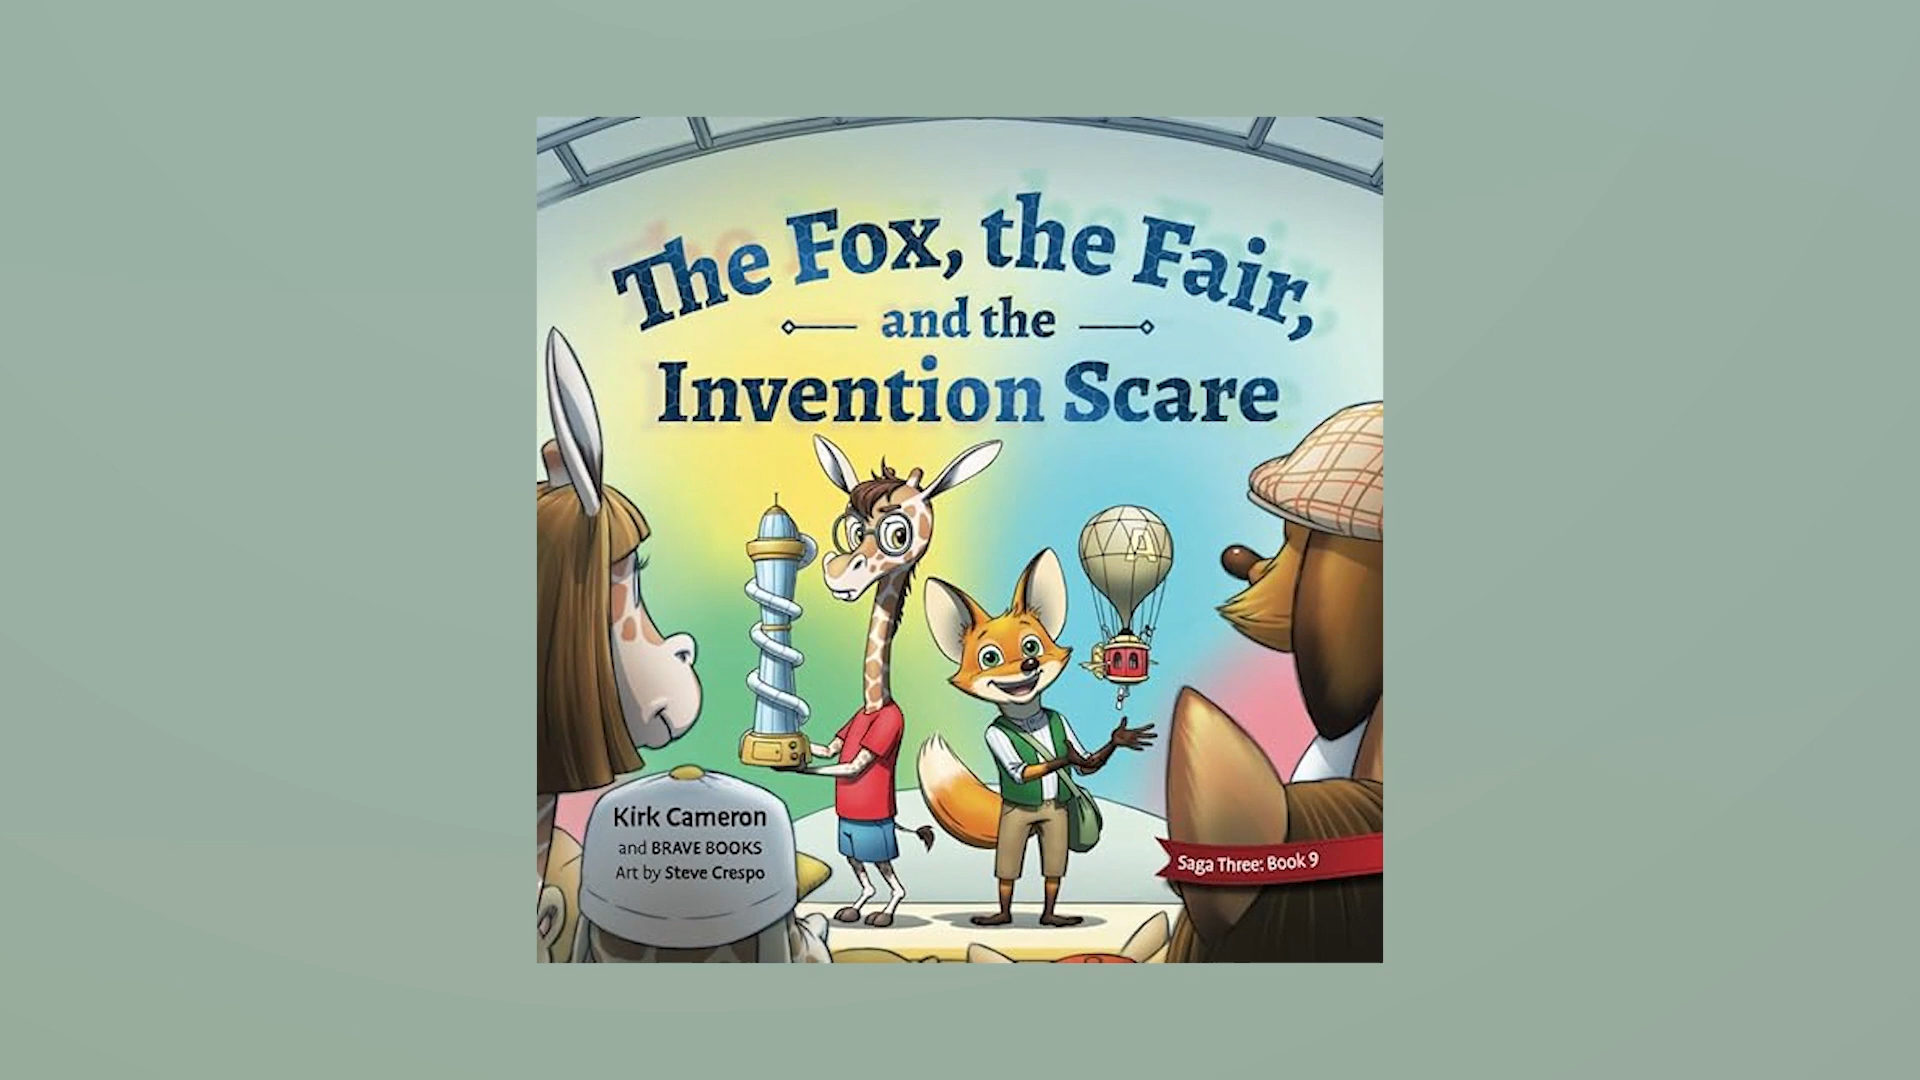 The Fox, the Fair,
and the
Invention Scare
A
Kirk Cameron
and BRAVE BOOKS
Art by Steve Crespo
Saga Three: Book 9